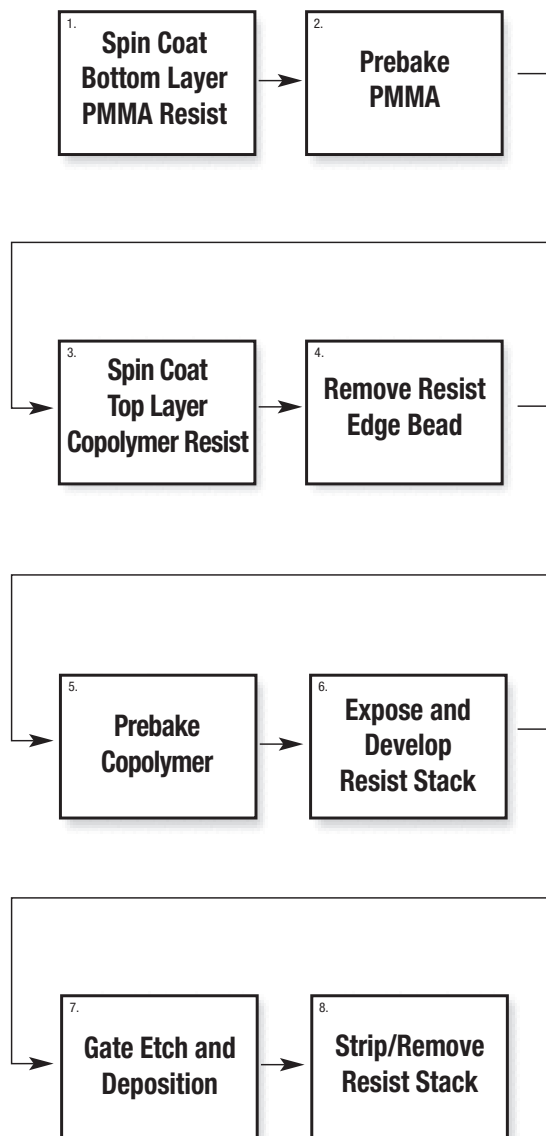 1.
Spin Coat
Bottom Layer
PMMA Resist
2.
Prebake
PMMA
3.
Spin Coat
Top Layer
Copolymer Resist
4.
Remove Resist
Edge Bead
5.
Prebake
Copolymer
6.
Expose and
Develop
Resist Stack
7.
Gate Etch and
Deposition
8.
Strip/Remove
Resist Stack